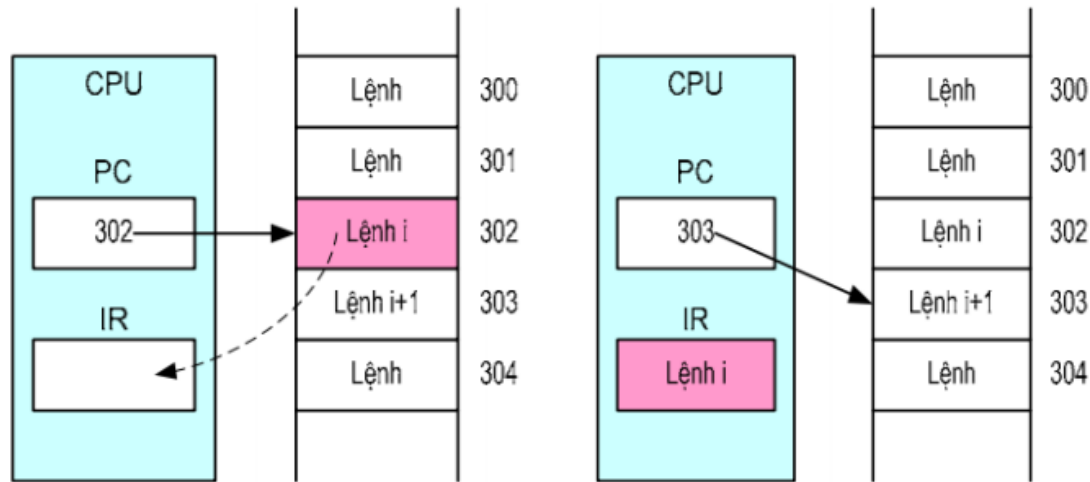 CPU
PC
302
IR
Lệnh 300
Lệnh 301
Lệnh i 302
Lệnh i+1 303
Lệnh 304
CPU
PC
303
IR
Lệnh i
Lệnh 300
Lệnh 301
Lệnh i 302
Lệnh i+1 303
Lệnh 304